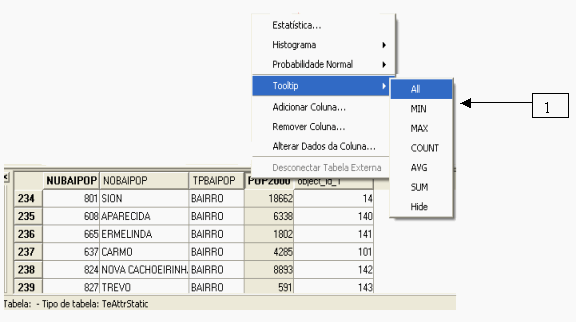 Estatística...
Histograma
Probabilidade Normal
Tooltip
Adicionar Coluna...
Remover Coluna...
Alterar Dados da Coluna...
Desconectar Tabela Externa
All
MIN
MAX
COUNT
AVG
SUM
Hide
1
NUBAIPOP NOBAIPOP TPBAIPOP POP2000 object_id_1
234 801 SION BAIRRO 18662 14
235 608 APARECIDA BAIRRO 6338 140
236 665 ERMELINDA BAIRRO 1802 141
237 637 CARMO BAIRRO 4285 101
238 824 NOVA CACHOEIRINH. BAIRRO 8893 142
239 827 TREVO BAIRRO 591 143
Tabela: - Tipo de tabela: TeAttrStatic